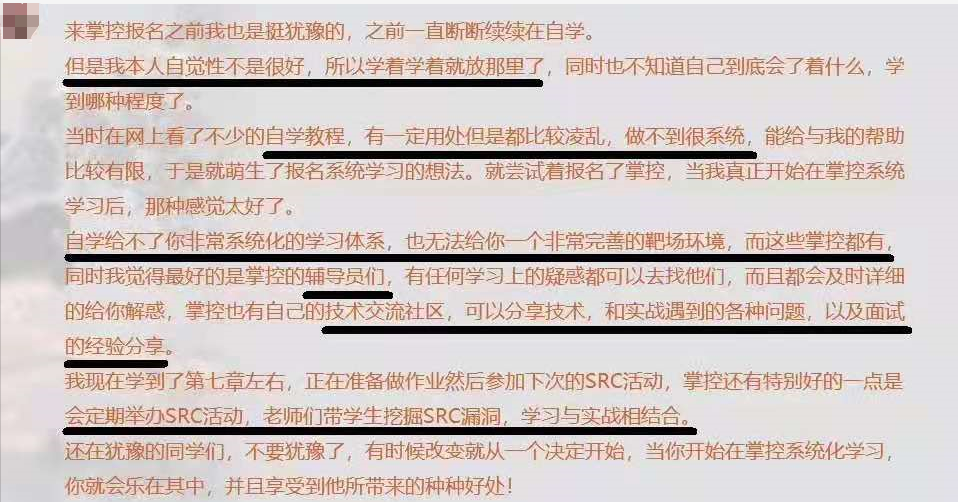 来掌控报名之前我也是挺犹豫的，之前一直断断续续在自学。
但是我本人自觉性不是很好，所以学着学着就放那里了，同时也不知道自己到底会了着什么，学
到哪种程度了。
当时在网上看了不少的自学教程，有一定用处但是都比较凌乱，做不到很系统，能给与我的帮助
比较有限，于是就萌生了报名系统学习的想法。就尝试着报名了掌控，当我真正开始在掌控系统
学习后，那种感觉太好了。
自学给不了你非常系统化的学习体系，也无法给你一个非常完善的靶场环境，而这些掌控都有，
同时我觉得最好的是掌控的辅导员们，有任何学习上的疑惑都可以去找他们，而且都会及时详细
的给你解惑，掌控也有自己的技术交流社区，可以分享技术，和实战遇到的各种问题，以及面试
的经验分享。
我现在学到了第七章左右，正在准备做作业然后参加下次的SRC活动，掌控还有特别好的一点是
会定期举办SRC活动，老师们带学生挖掘SRC漏洞，学习与实战相结合。
还在犹豫的同学们，不要犹豫了，有时候改变就从一个决定开始，当你开始在掌控系统化学习，
你就会乐在其中，并且享受到他所带来的种种好处！